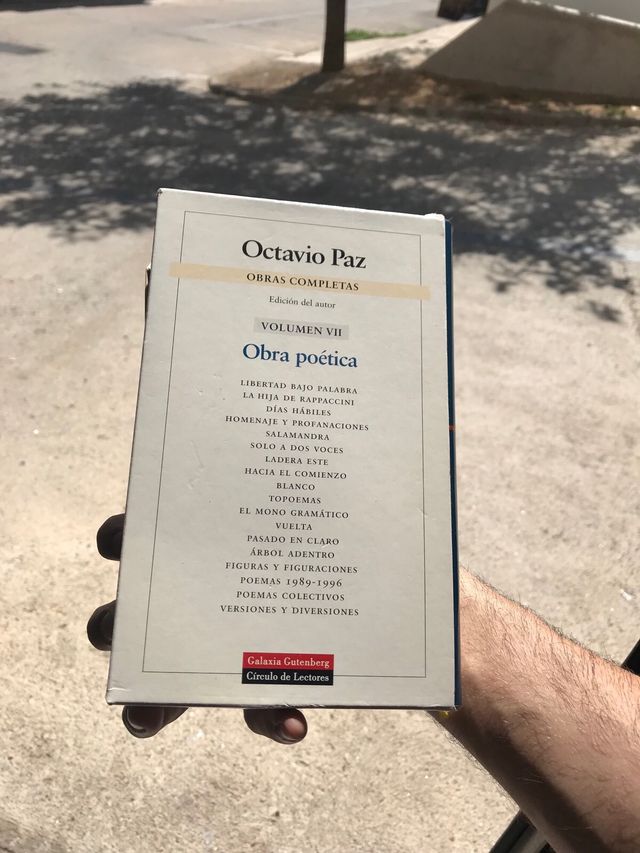 Octavio Paz
OBRAS COMPLETAS
Edición del autor
VOLUMEN VII
Obra poética
LIBERTAD BAJO PALABRA
LA HIJA DE RAPPACCINI
DÍAS HÁBILES
HOMENAJE Y PROFANACIONES
SALAMANDRA
SOLO A DOS VOCES
LADERA ESTE
HACIA EL COMIENZO
BLANCO
TOPOEMAS
EL MONO GRAMÁTICO
VUELTA
PASADO EN CLARO
ÁRBOL ADENTRO
FIGURAS Y FIGURACIONES
POEMAS 1989-1996
POEMAS COLECTIVOS
VERSIONES Y DIVERSIONES
Galaxia Gutenberg
Círculo de Lectores